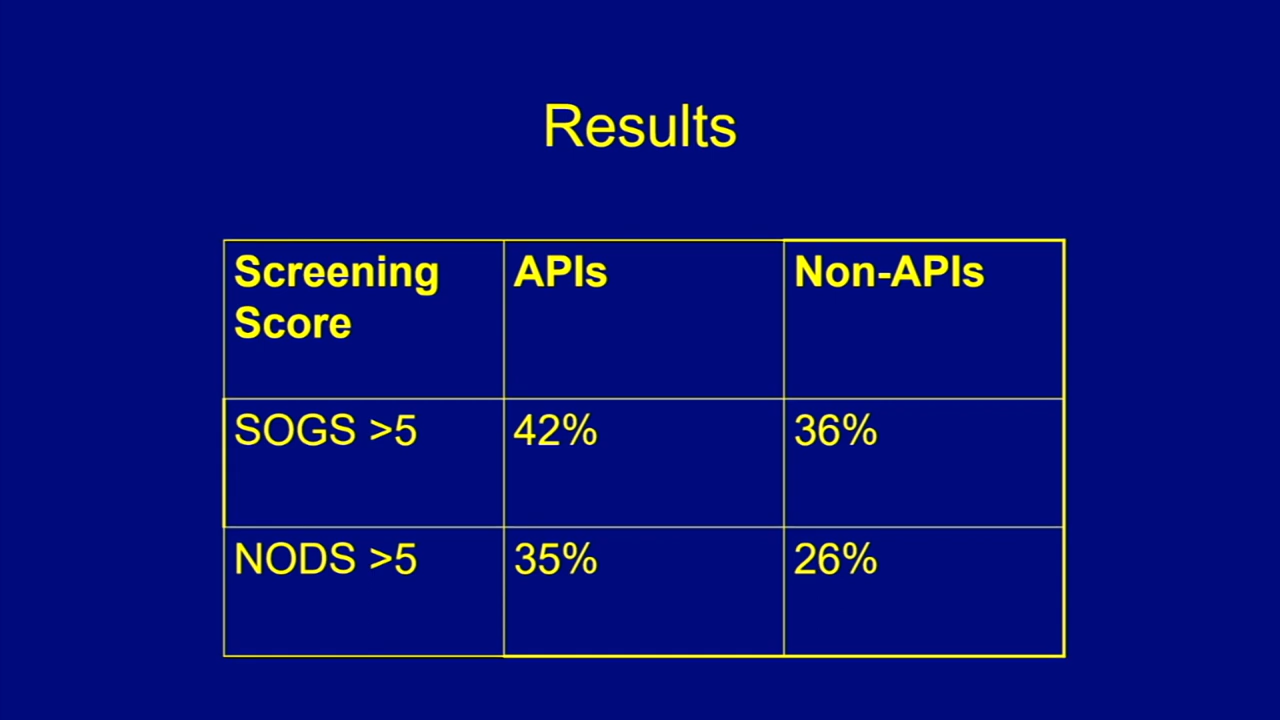 Results
Screening Score
APIs
Non-APIs
SOGS >5
42%
36%
NODS >5
35%
26%